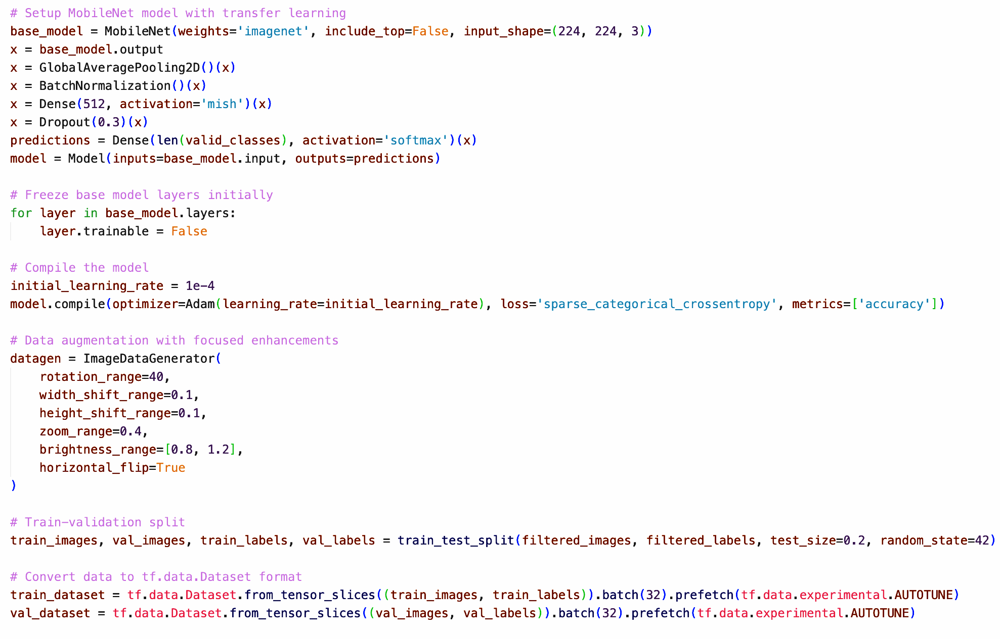 # Setup MobileNet model with transfer learning
base_model = MobileNet(weights='imagenet', include_top=False, input_shape=(224, 224, 3))
x = base_model.output
x = GlobalAveragePooling2D()(x)
x = BatchNormalization()(x)
x = Dense(512, activation='mish')(x)
x = Dropout(0.3)(x)
predictions = Dense(len(valid_classes), activation='softmax')(x)
model = Model(inputs=base_model.input, outputs=predictions)

# Freeze base model layers initially
for layer in base_model.layers:
    layer.trainable = False

# Compile the model
initial_learning_rate = 1e-4
model.compile(optimizer=Adam(learning_rate=initial_learning_rate), loss='sparse_categorical_crossentropy', metrics=['accuracy'])

# Data augmentation with focused enhancements
datagen = ImageDataGenerator(
    rotation_range=40,
    width_shift_range=0.1,
    height_shift_range=0.1,
    zoom_range=0.4,
    brightness_range=[0.8, 1.2],
    horizontal_flip=True
)

# Train-validation split
train_images, val_images, train_labels, val_labels = train_test_split(filtered_images, filtered_labels, test_size=0.2, random_state=42)

# Convert data to tf.data.Dataset format
train_dataset = tf.data.Dataset.from_tensor_slices((train_images, train_labels)).batch(32).prefetch(tf.data.experimental.AUTOTUNE)
val_dataset = tf.data.Dataset.from_tensor_slices((val_images, val_labels)).batch(32).prefetch(tf.data.experimental.AUTOTUNE)